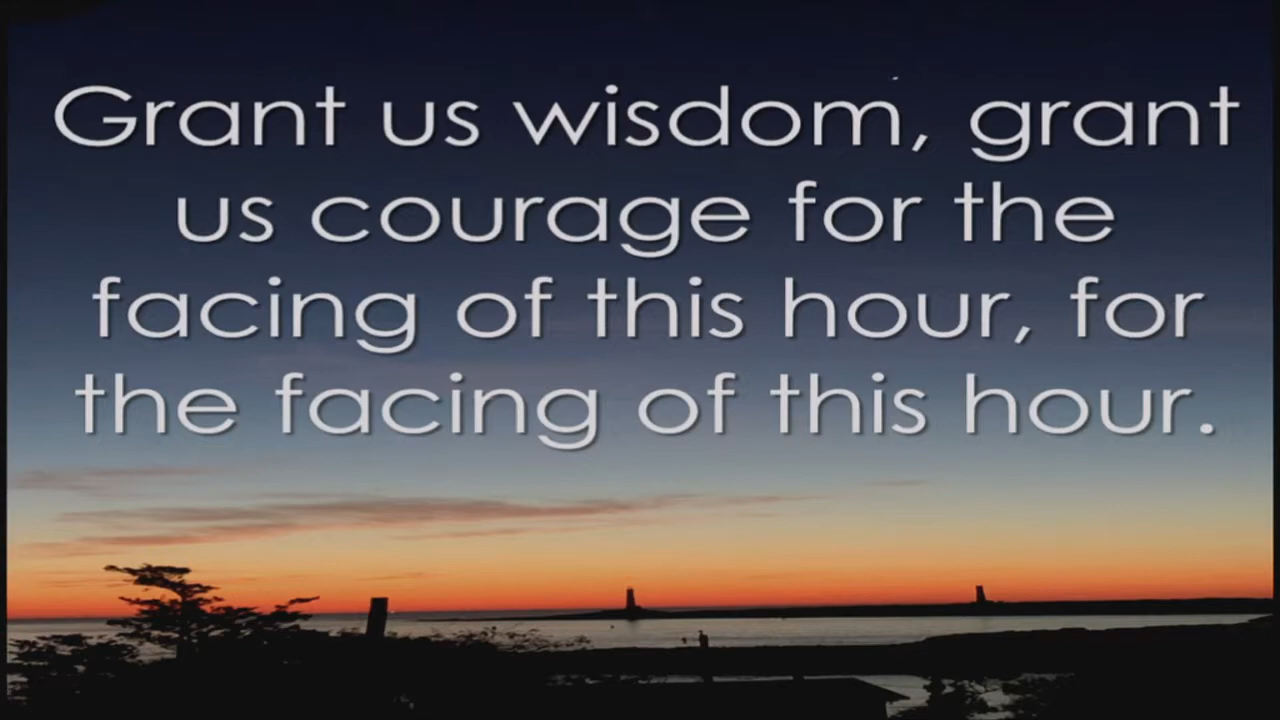 Grant us wisdom, grant
us courage for the
facing of this hour, for
the facing of this hour.